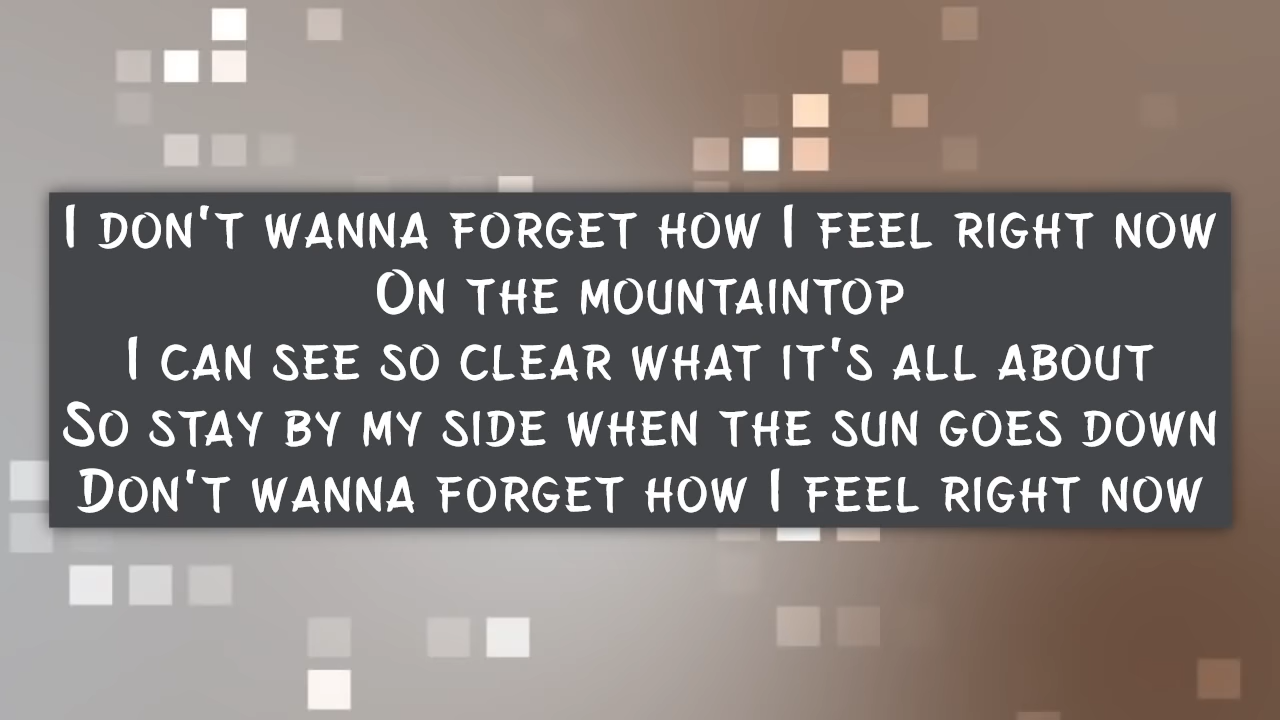 I don't wanna forget how I feel right now
On the mountaintop
I can see so clear what it's all about
So stay by my side when the sun goes down
Don't wanna forget how I feel right now